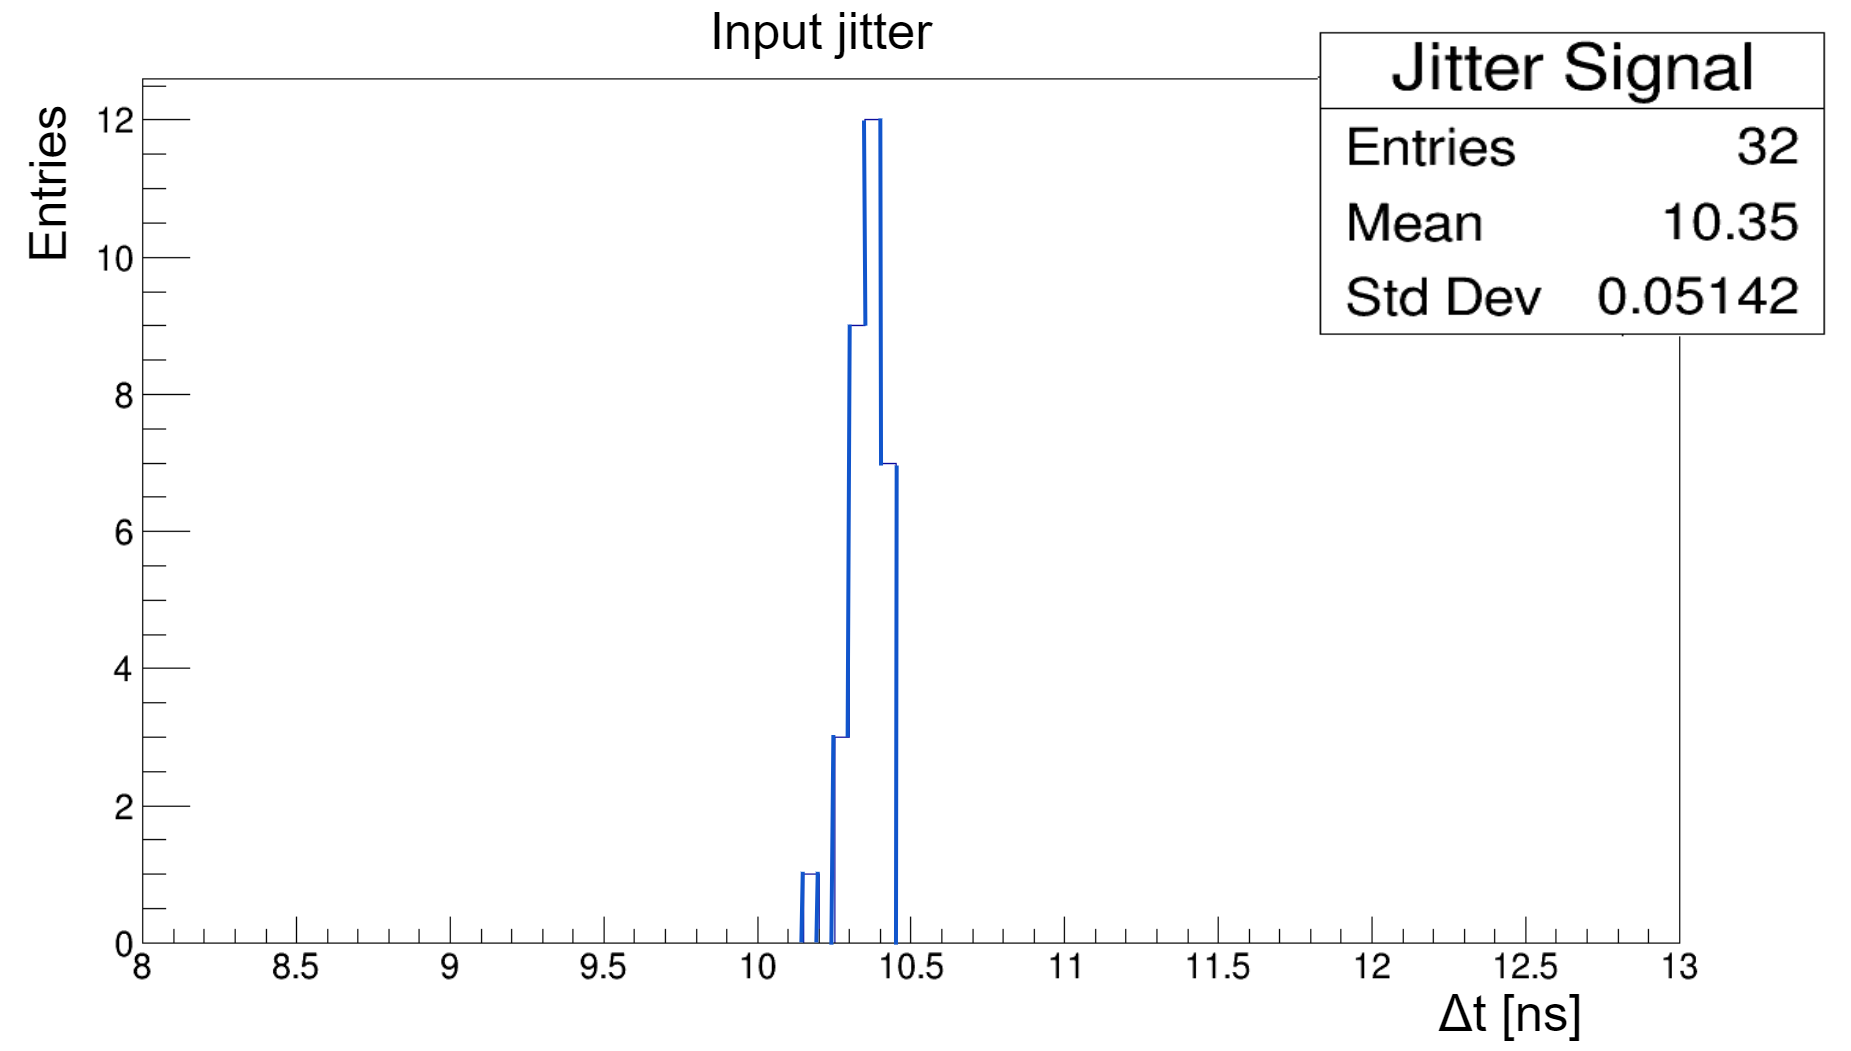 Input jitter
Jitter Signal
Entries 32
Mean 10.35
Std Dev 0.05142
Entries
12
10
8
6
4
2
0
8 8.5 9 9.5 10 10.5 11 11.5 12 12.5 13
Δt [ns]